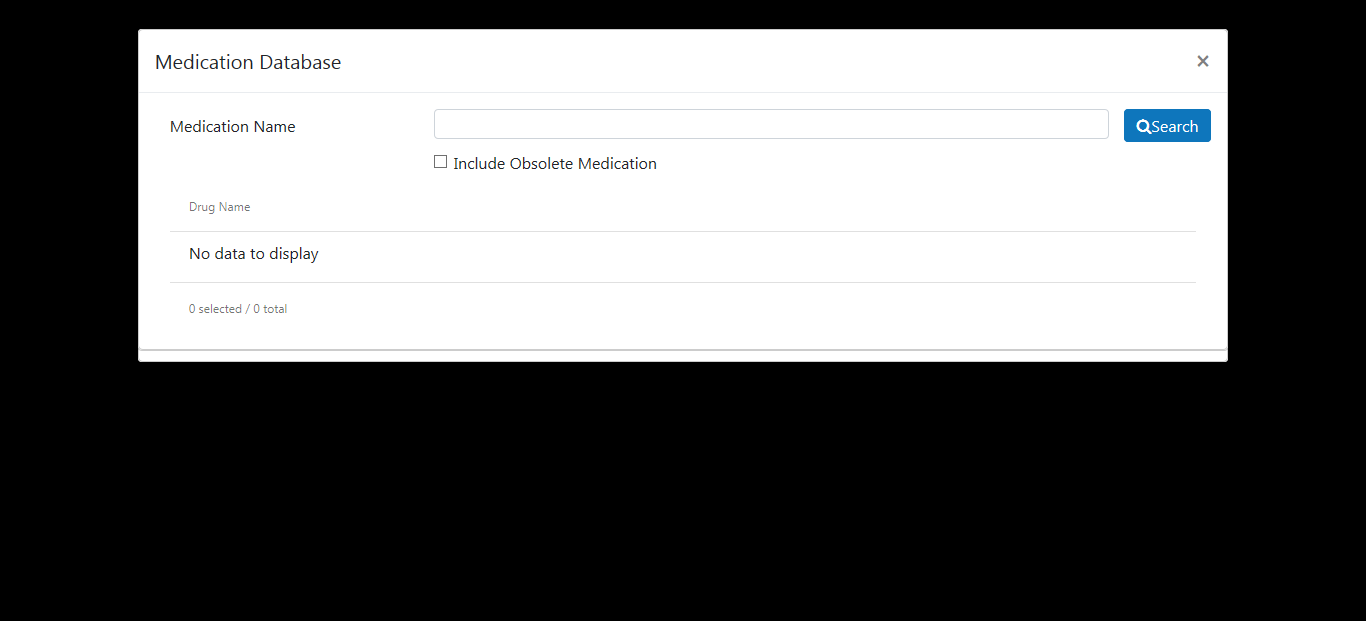 Medication Database
×
Medication Name
Search
Include Obsolete Medication
Drug Name
No data to display
0 selected / 0 total